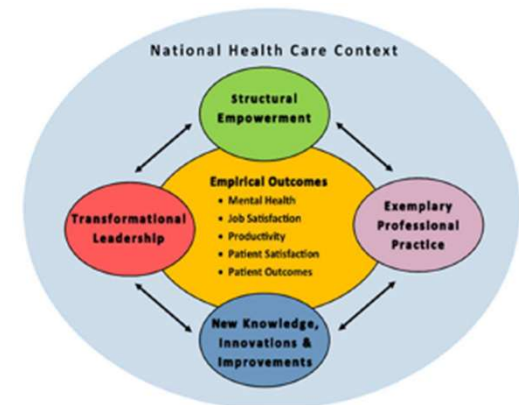 National Health Care Context
Structural
Empowerment
Empirical Outcomes
• Mental Health
• Job Satisfaction
• Productivity
• Patient Satisfaction
• Patient Outcomes
Transformational
Leadership
Exemplary
Professional
Practice
New Knowledge,
Innovations &
Improvements